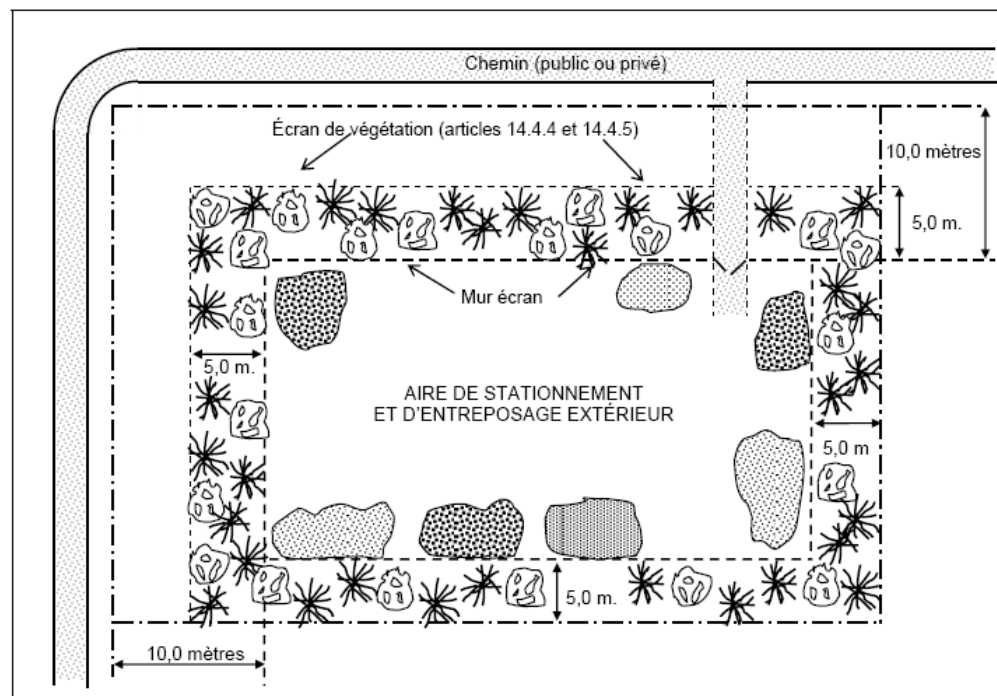 Chemin (public ou privé)
Écran de végétation (articles 14.4.4 et 14.4.5)
10,0 mètres
5,0 m.
Mur écran
5,0 m.
AIRE DE STATIONNEMENT
ET D'ENTREPOSAGE EXTÉRIEUR
5,0 m
5,0 m.
10,0 mètres